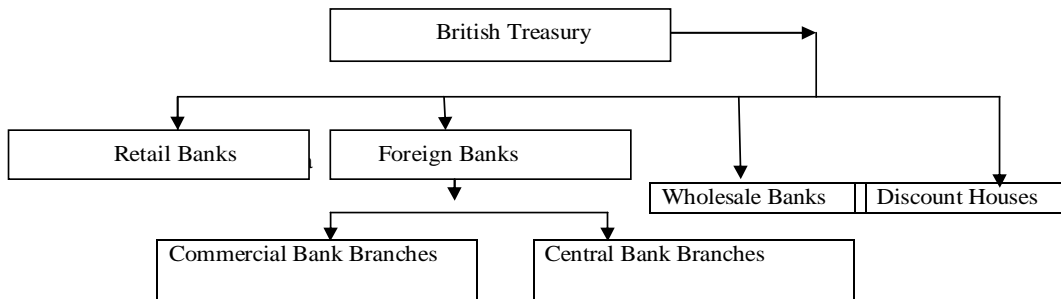 British Treasury
Retail Banks
Foreign Banks
Wholesale Banks
Discount Houses
Commercial Bank Branches
Central Bank Branches